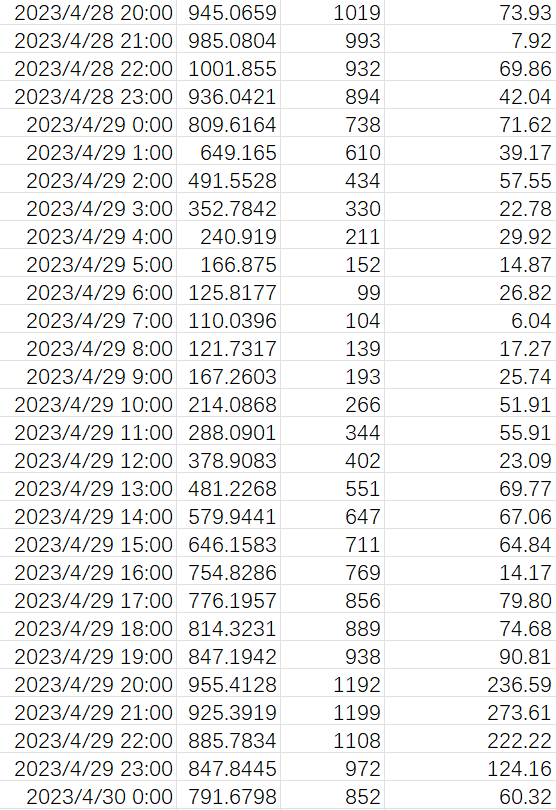 2023/4/28 20:00 945.0659 1019 73.93
2023/4/28 21:00 985.0804 993 7.92
2023/4/28 22:00 1001.855 932 69.86
2023/4/28 23:00 936.0421 894 42.04
2023/4/29 0:00 809.6164 738 71.62
2023/4/29 1:00 649.165 610 39.17
2023/4/29 2:00 491.5528 434 57.55
2023/4/29 3:00 352.7842 330 22.78
2023/4/29 4:00 240.919 211 29.92
2023/4/29 5:00 166.875 152 14.87
2023/4/29 6:00 125.8177 99 26.82
2023/4/29 7:00 110.0396 104 6.04
2023/4/29 8:00 121.7317 139 17.27
2023/4/29 9:00 167.2603 193 25.74
2023/4/29 10:00 214.0868 266 51.91
2023/4/29 11:00 288.0901 344 55.91
2023/4/29 12:00 378.9083 402 23.09
2023/4/29 13:00 481.2268 551 69.77
2023/4/29 14:00 579.9441 647 67.06
2023/4/29 15:00 646.1583 711 64.84
2023/4/29 16:00 754.8286 769 14.17
2023/4/29 17:00 776.1957 856 79.80
2023/4/29 18:00 814.3231 889 74.68
2023/4/29 19:00 847.1942 938 90.81
2023/4/29 20:00 955.4128 1192 236.59
2023/4/29 21:00 925.3919 1199 273.61
2023/4/29 22:00 885.7834 1108 222.22
2023/4/29 23:00 847.8445 972 124.16
2023/4/30 0:00 791.6798 852 60.32